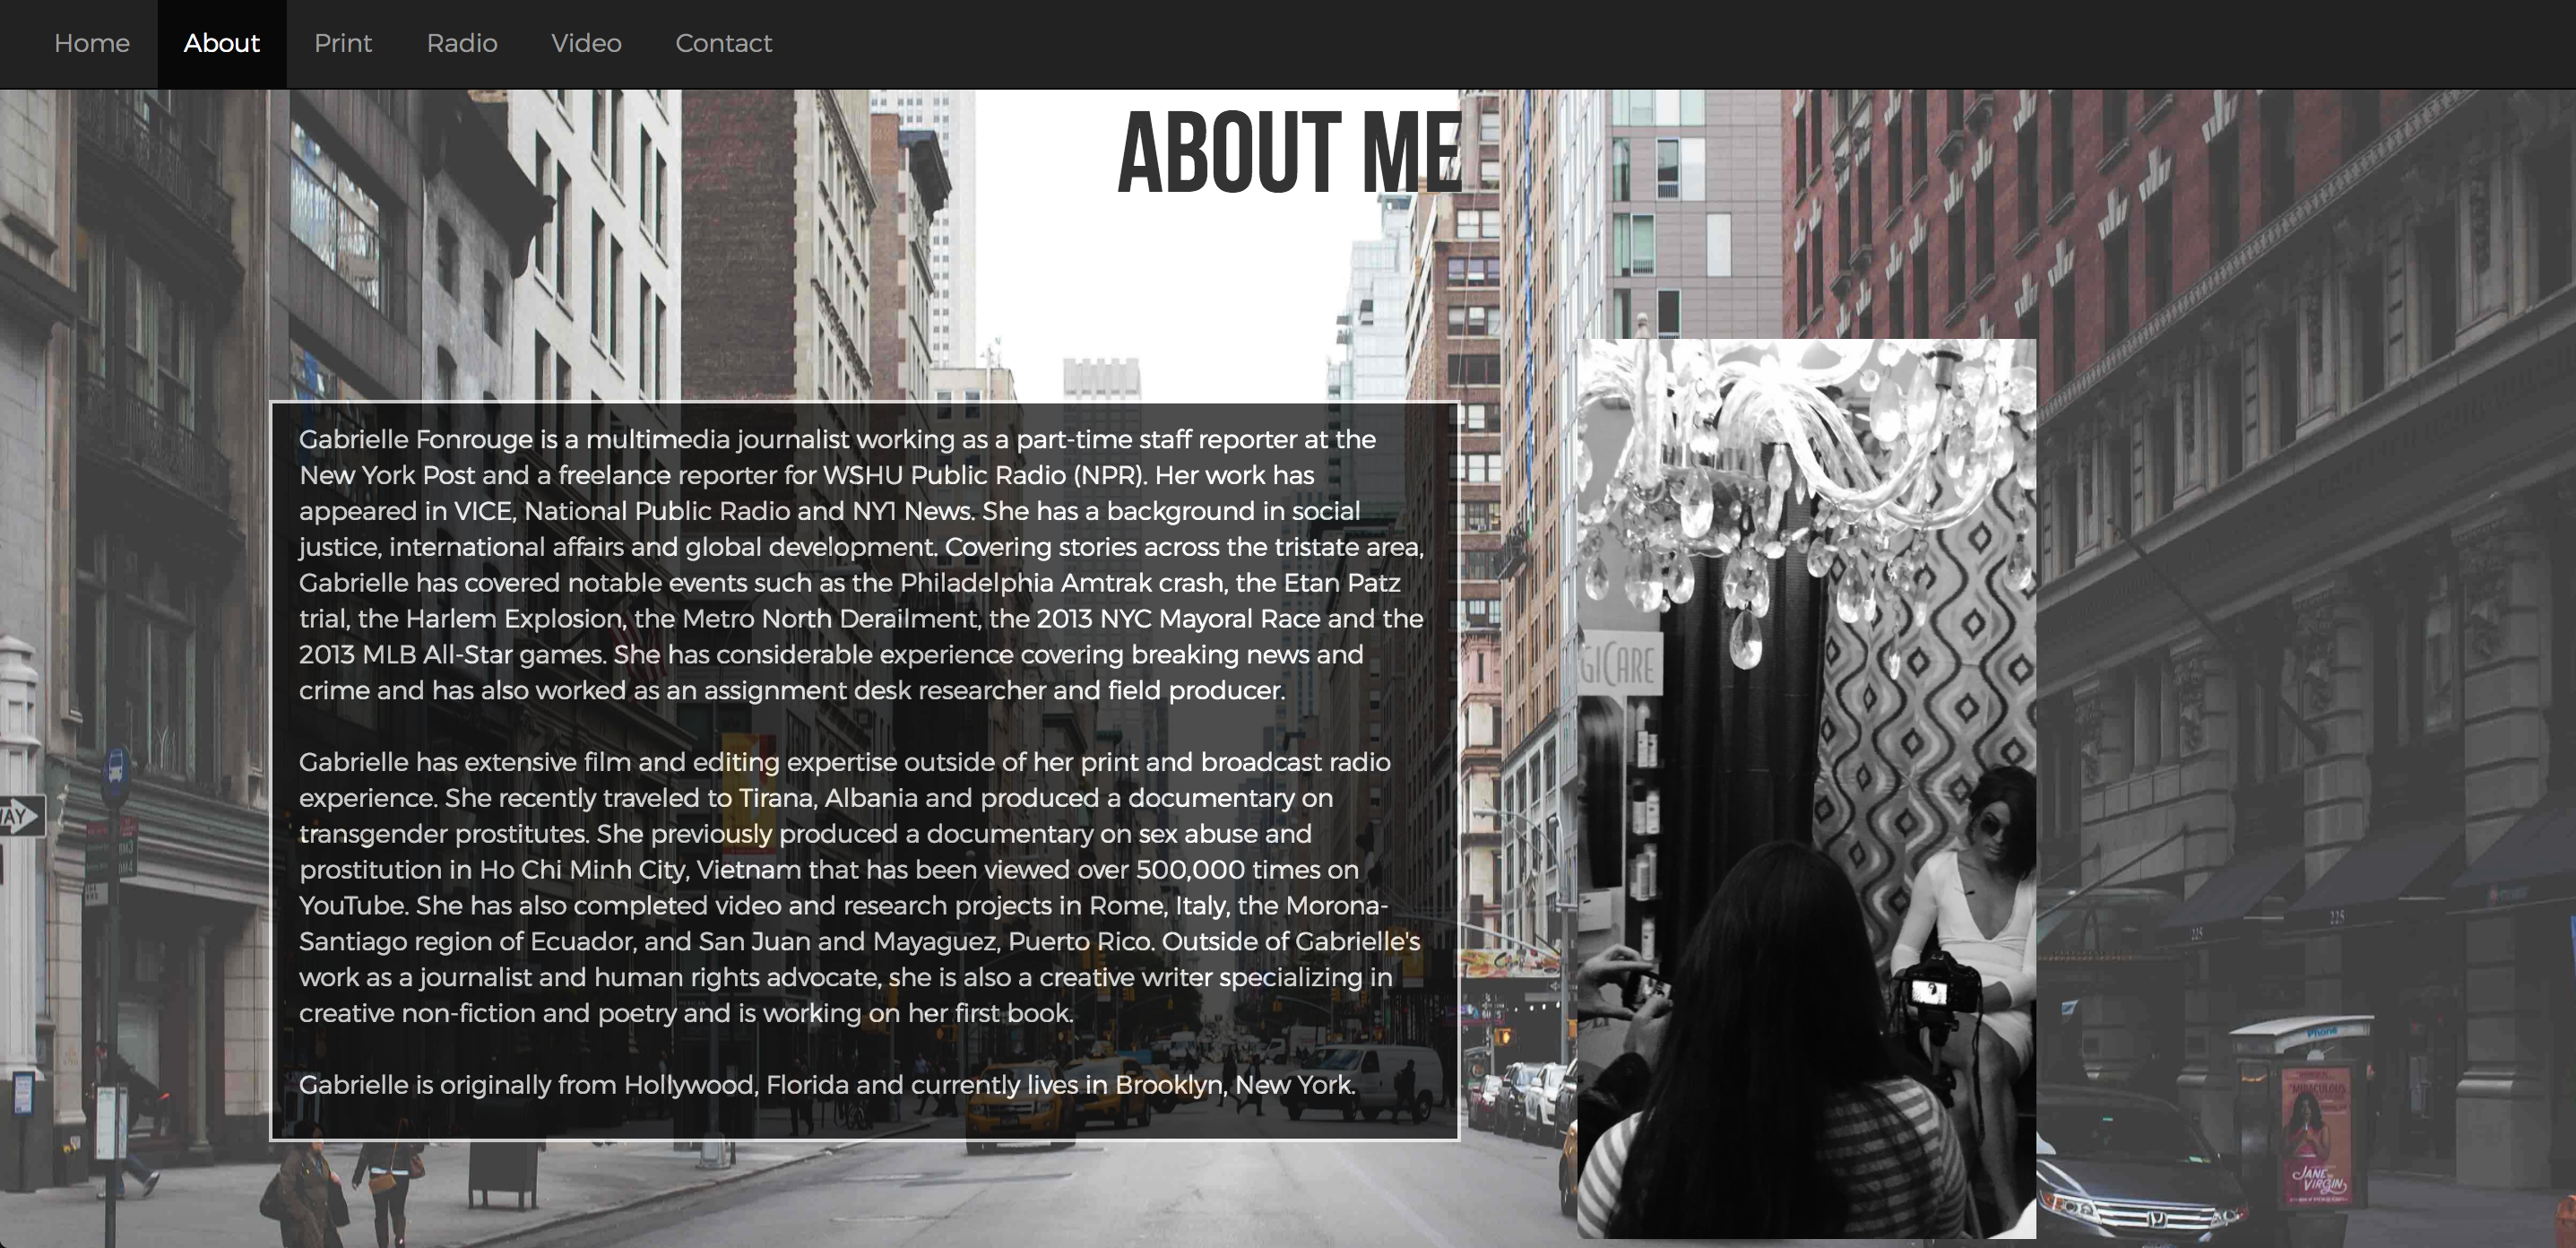 Home About Print Radio Video Contact
ABOUT ME
Gabrielle Fonrouge is a multimedia journalist working as a part-time staff reporter at the
New York Post and a freelance reporter for WSHU Public Radio (NPR). Her work has
appeared in VICE, National Public Radio and NY1 News. She has a background in social
justice, international affairs and global development. Covering stories across the tristate area,
Gabrielle has covered notable events such as the Philadelphia Amtrak crash, the Etan Patz
trial, the Harlem Explosion, the Metro North Derailment, the 2013 NYC Mayoral Race and the
2013 MLB All-Star games. She has considerable experience covering breaking news and
crime and has also worked as an assignment desk researcher and field producer.
Gabrielle has extensive film and editing expertise outside of her print and broadcast radio
experience. She recently traveled to Tirana, Albania and produced a documentary on
transgender prostitutes. She previously produced a documentary on sex abuse and
prostitution in Ho Chi Minh City, Vietnam that has been viewed over 500,000 times on
YouTube. She has also completed video and research projects in Rome, Italy, the Morona-
Santiago region of Ecuador, and San Juan and Mayaguez, Puerto Rico. Outside of Gabrielle's
work as a journalist and human rights advocate, she is also a creative writer specializing in
creative non-fiction and poetry and is working on her first book.
Gabrielle is originally from Hollywood, Florida and currently lives in Brooklyn, New York.
GICARE
WAY
225
225
Phone
"MIRACULOUS
JANE
VIRGIN